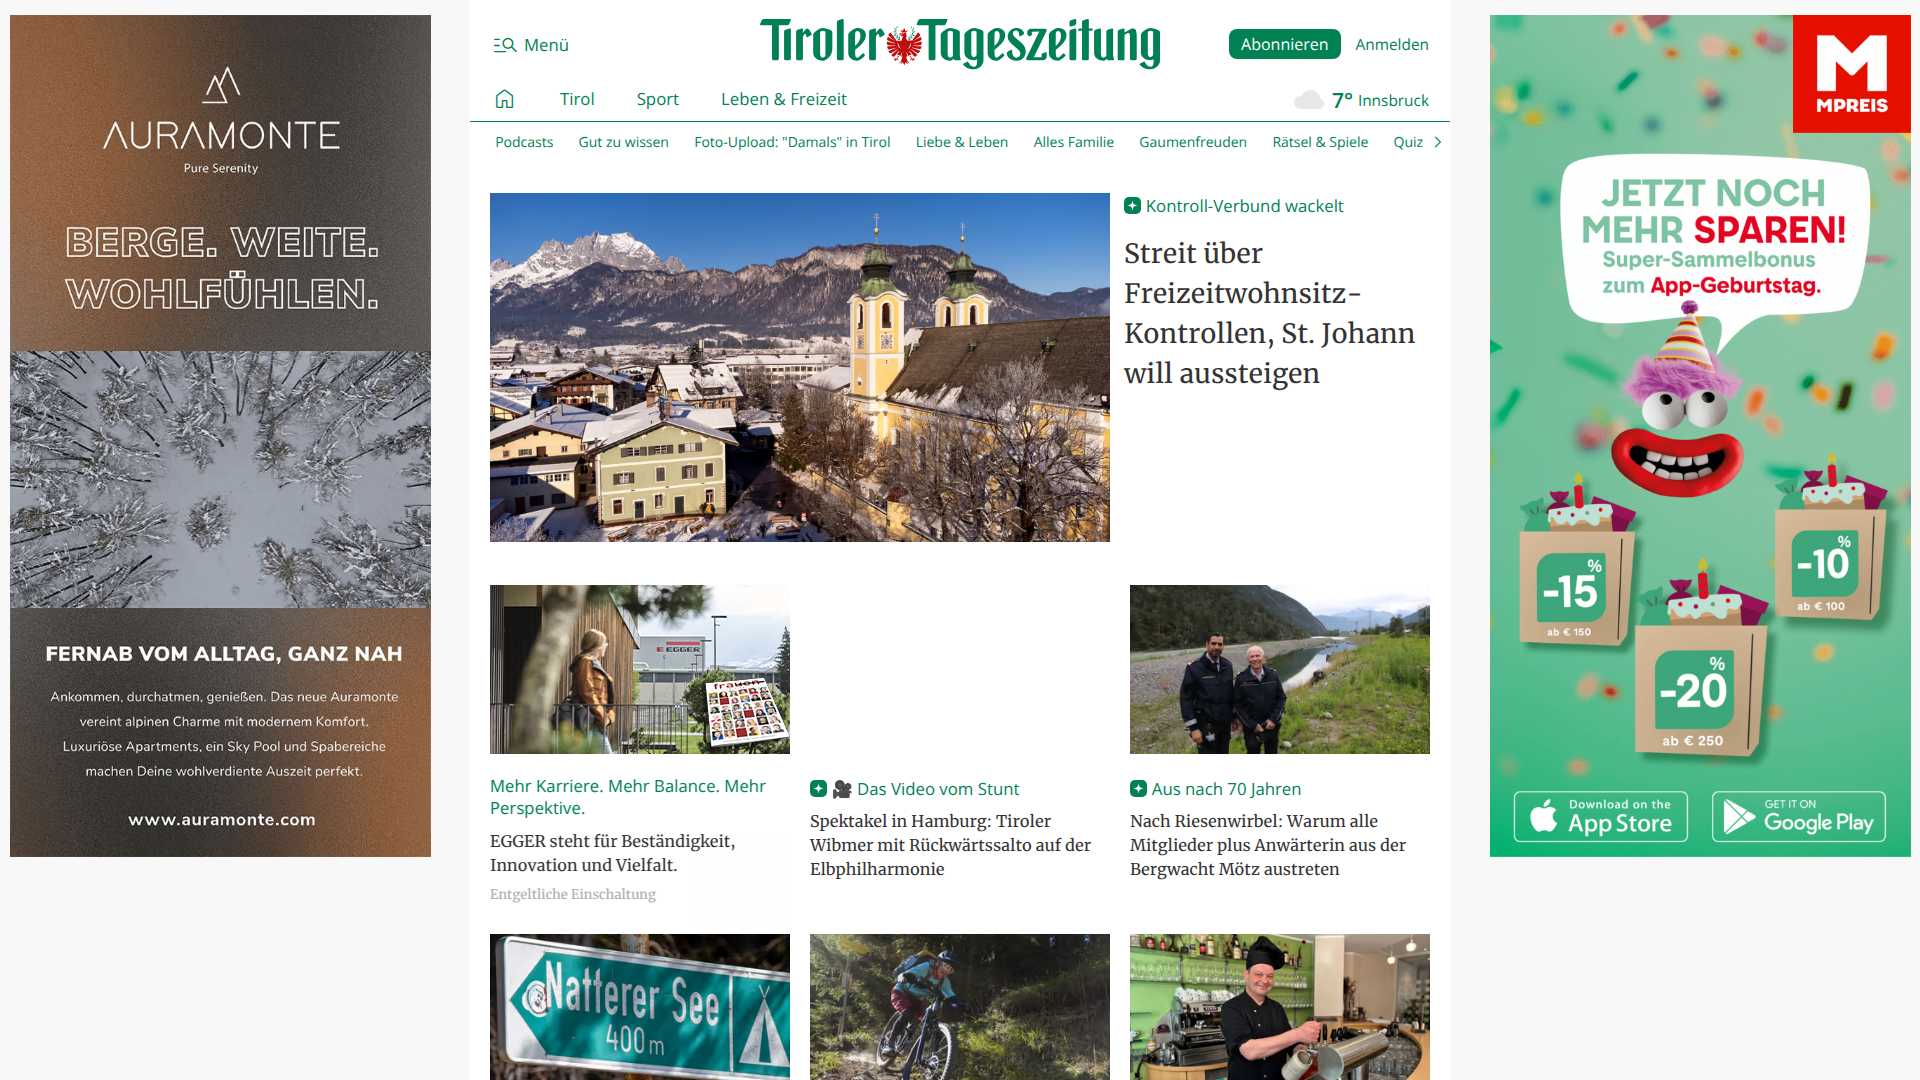 AURAMONTE
Pure Serenity
BERGE. WEITE.
WOHLFÜHLEN.
FERNAB VOM ALLTAG, GANZ NAH
Ankommen, durchatmen, genießen. Das neue Auramonte
vereint alpinen Charme mit modernem Komfort.
Luxuriöse Apartments, ein Sky Pool und Spabereiche
machen Deine wohlverdiente Auszeit perfekt.
www.auramonte.com
Menü
Tiroler Tageszeitung
Abonnieren
Anmelden
Tirol
Sport
Leben & Freizeit
7° Innsbruck
Podcasts
Gut zu wissen
Foto-Upload: "Damals" in Tirol
Liebe & Leben
Alles Familie
Gaumenfreuden
Rätsel & Spiele
Quiz
Kontroll-Verbund wackelt
Streit über
Freizeitwohnsitz-
Kontrollen, St. Johann
will aussteigen
EGGER
frauen
Mehr Karriere. Mehr Balance. Mehr
Perspektive.
EGGER steht für Beständigkeit,
Innovation und Vielfalt.
Entgeltliche Einschaltung
Das Video vom Stunt
Spektakel in Hamburg: Tiroler
Wibmer mit Rückwärtssalto auf der
Elbphilharmonie
Aus nach 70 Jahren
Nach Riesenwirbel: Warum alle
Mitglieder plus Anwärterin aus der
Bergwacht Mötz austreten
Natterer See
400 m
MPREIS
JETZT NOCH
MEHR SPAREN!
Super-Sammelbonus
zum App-Geburtstag.
-15%
ab € 150
-10%
ab € 100
-20%
ab € 250
Download on the
App Store
GET IT ON
Google Play